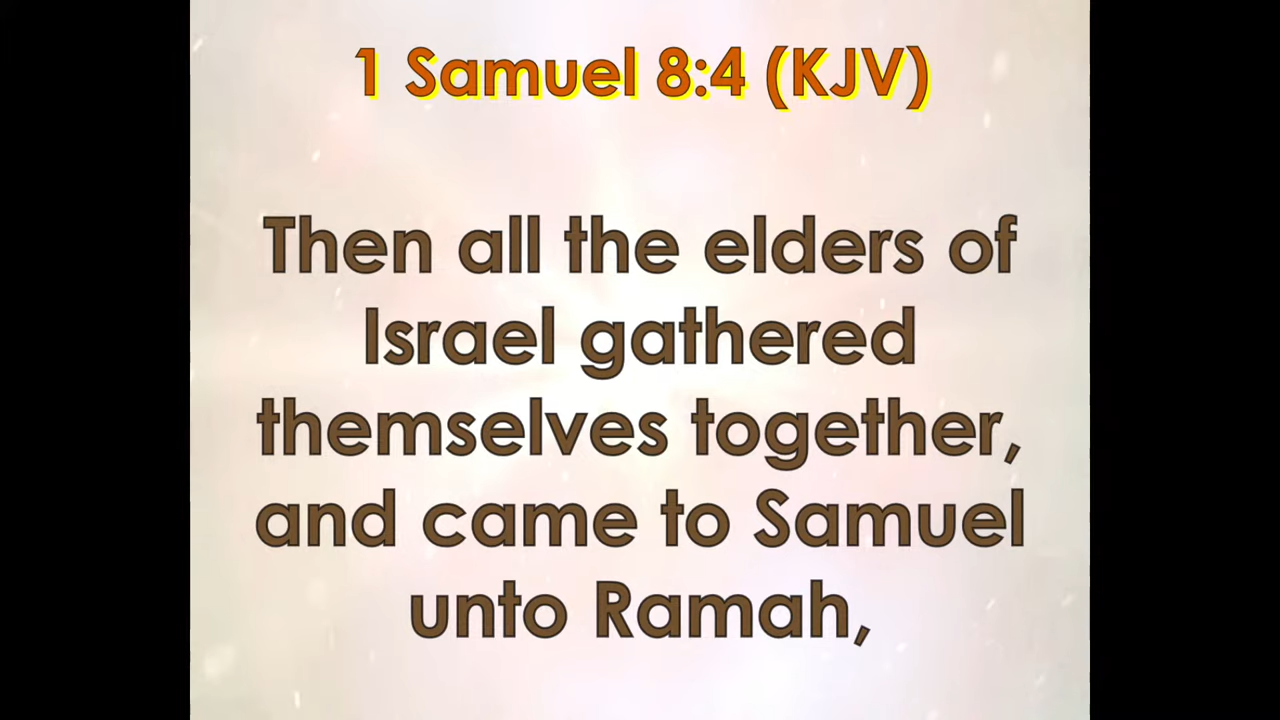 1 Samuel 8:4 (KJV)
Then all the elders of
Israel gathered
themselves together,
and came to Samuel
unto Ramah,